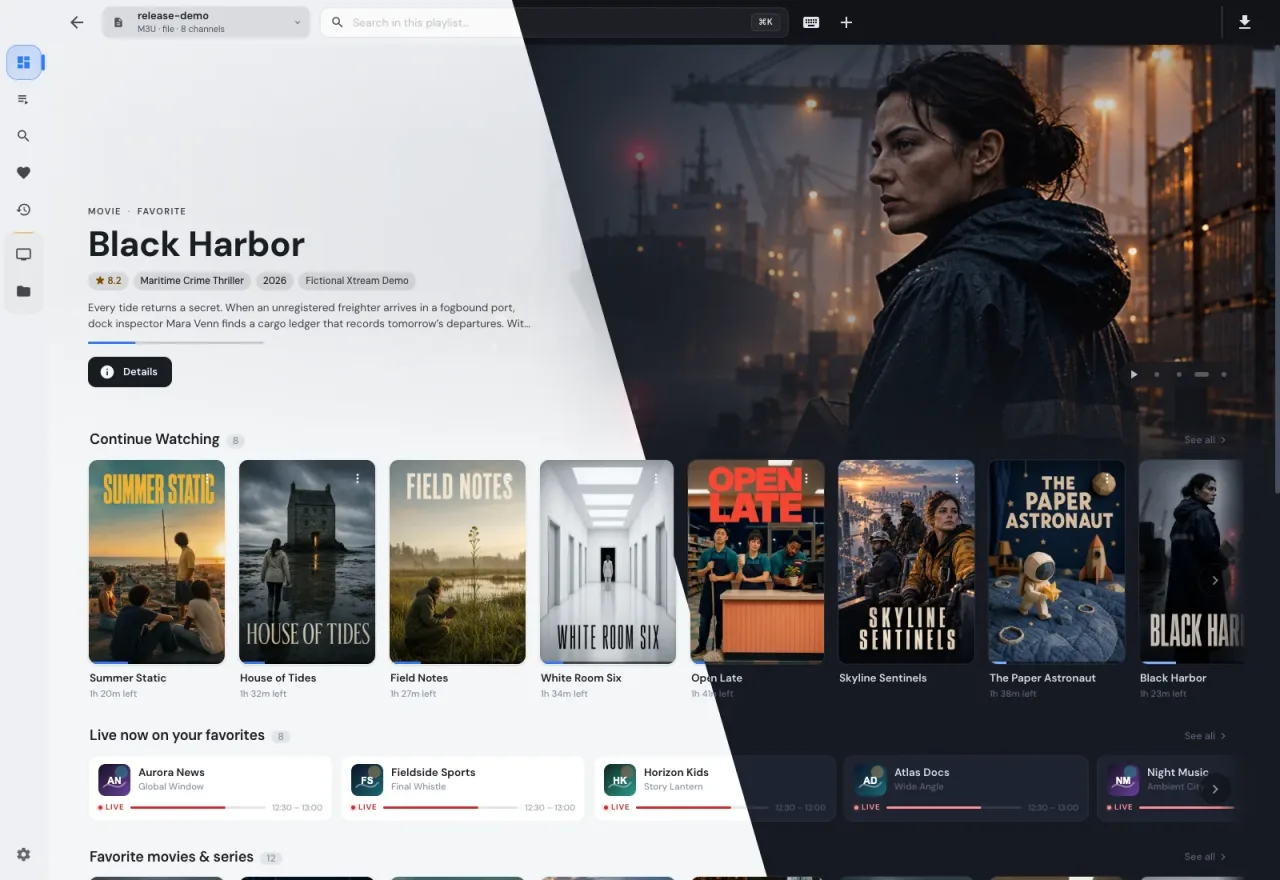 release-demo
M3U · file · 8 channels
Search in this playlist...
⌘K
MOVIE · FAVORITE
Black Harbor
★ 8.2
Maritime Crime Thriller
2026
Fictional Xtream Demo
Every tide returns a secret. When an unregistered freighter arrives in a fogbound port,
dock inspector Mara Venn finds a cargo ledger that records tomorrow's departures. Wit...
Details
Continue Watching 8
See all
SUMMER STATIC
HOUSE OF TIDES
FIELD NOTES
WHITE ROOM SIX
OPEN
LATE
SKYLINE
SENTINELS
THE
PAPER
ASTRONAUT
BLACK HAR
Summer Static
1h 20m left
House of Tides
1h 32m left
Field Notes
1h 27m left
White Room Six
1h 34m left
Open Late
1h 41m left
Skyline Sentinels
The Paper Astronaut
1h 38m left
Black Harbor
1h 23m left
Live now on your favorites 8
See all
AN
Aurora News
Global Window
LIVE
12:30 – 13:00
FS
Fieldside Sports
Final Whistle
LIVE
12:30 – 13:00
HK
Horizon Kids
Story Lantern
LIVE
12:30 – 13:00
AD
Atlas Docs
Wide Angle
LIVE
12:30 – 13:00
NM
Night Music
Ambient City
LIVE
Favorite movies & series 12
See all